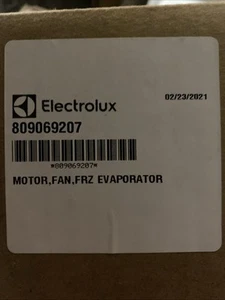 Electrolux
02/23/2021
809069207
*809069207*
MOTOR,FAN,FRZ EVAPORATOR